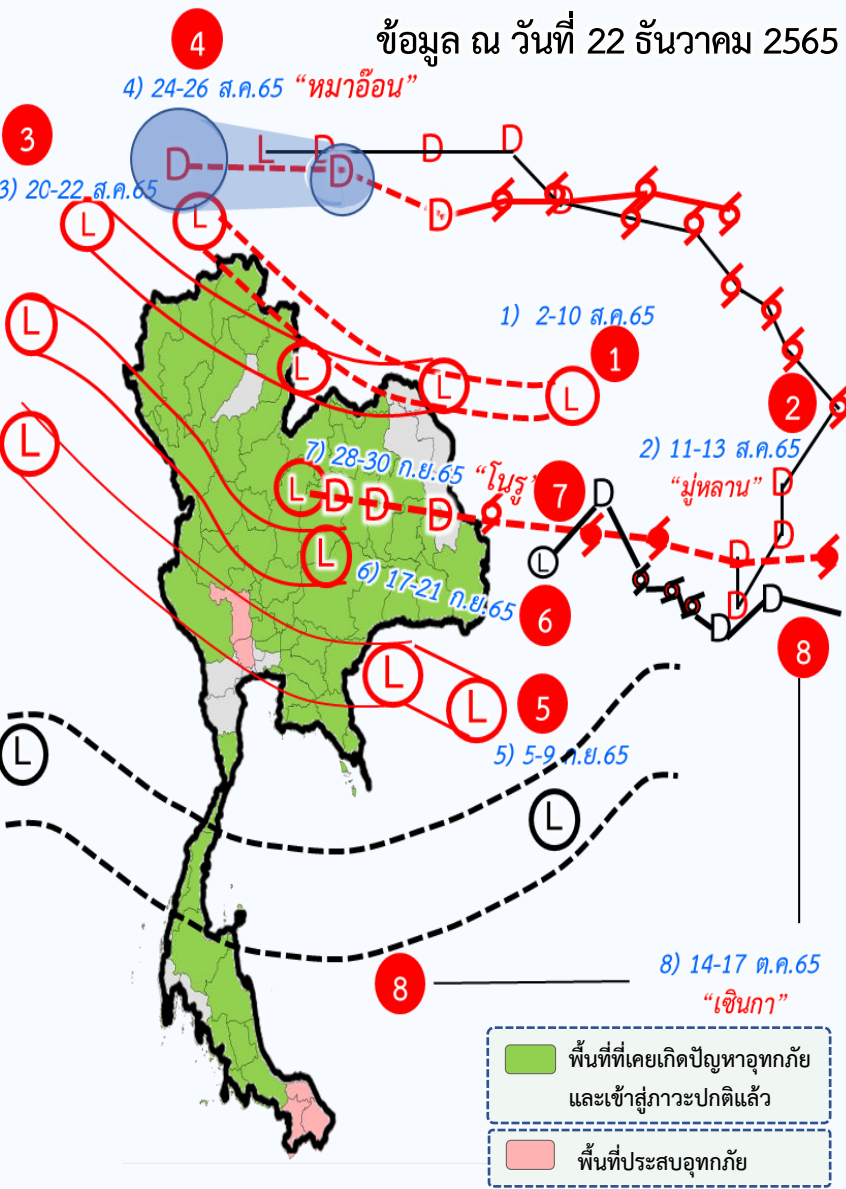 ข้อมูล ณ วันที่ 22 ธันวาคม 2565
4
4) 24-26 ส.ค.65 “หมาอ๊อน”
3
L D D D
D D
3) 20-22 ส.ค.65
L L D
D
1) 2-10 ส.ค.65
L
1
L L L
2
2) 11-13 ส.ค.65
“มู่หลาน”
L
7) 28-30 ก.ย.65 “โนรู”
7
D
D
L D D D
D
L
D
L
6) 17-21 ก.ย.65
D D
D
6
8
L
L
5
5) 5-9 ก.ย.65
L
L
8
8) 14-17 ต.ค.65
“เซินกา”
พื้นที่ที่เคยเกิดปัญหาอุทกภัย
และเข้าสู่ภาวะปกติแล้ว
พื้นที่ประสบอุทกภัย